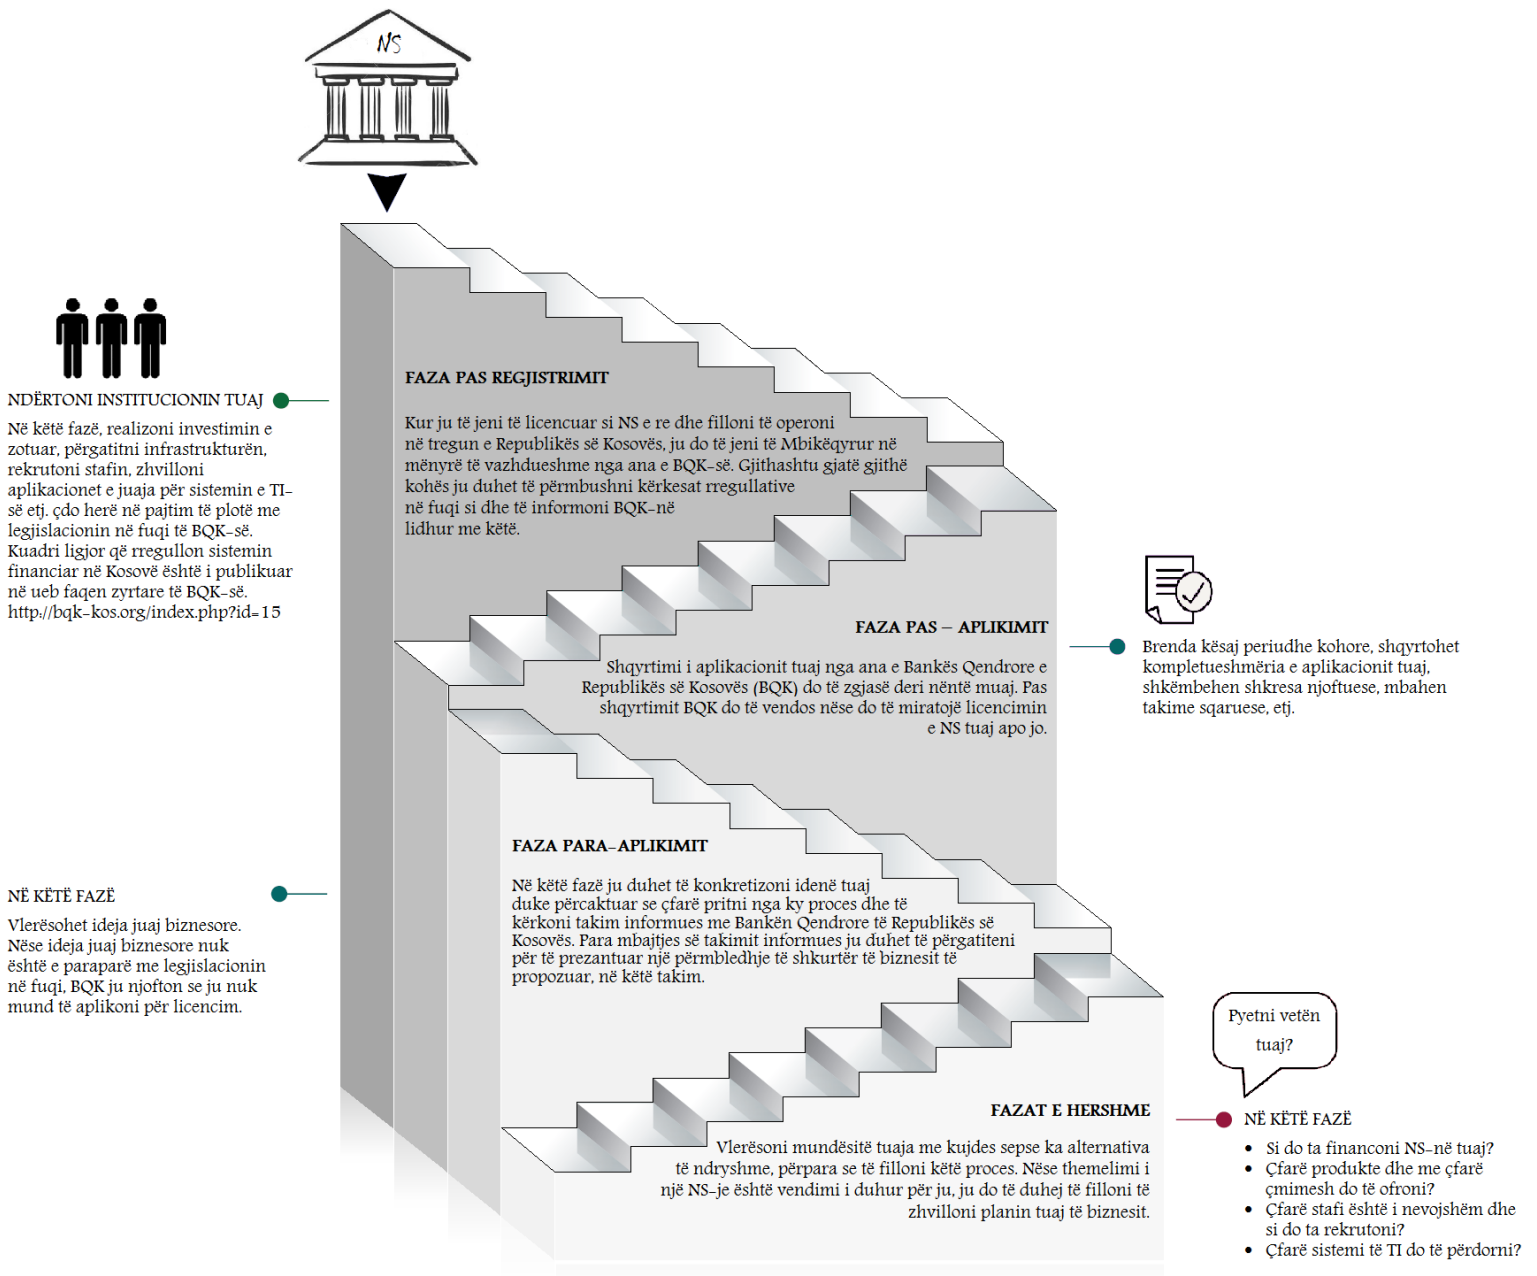 NS
FAZA PAS REGJISTRIMIT
Kur ju të jeni të licencuar si NS e re dhe filloni të operoni
në tregun e Republikës së Kosovës, ju do të jeni të Mbikëqyrur në
mënyrë të vazhdueshme nga ana e BQK-së. Gjithashtu gjatë gjithë
kohës ju duhet të përmbushni kërkesat rregullative
në fuqi si dhe të informoni BQK-në
lidhur me këtë.
NDËRTONI INSTITUCIONIN TUAJ
Në këtë fazë, realizoni investimin e
zotuar, përgatitni infrastrukturën,
rekrutoni stafin, zhvilloni
aplikacionet e juaja për sistemin e TI-
së etj. çdo herë në pajtim të plotë me
legjislacionin në fuqi të BQK-së.
Kuadri ligjor që rregullon sistemin
financiar në Kosovë është i publikuar
në ueb faqen zyrtare të BQK-së.
http://bqk-kos.org/index.php?id=15
FAZA PAS – APLIKIMIT
Shqyrtimi i aplikacionit tuaj nga ana e Bankës Qendrore e
Republikës së Kosovës (BQK) do të zgjasë deri nëntë muaj. Pas
shqyrtimit BQK do të vendos nëse do të miratojë licencimin
e NS tuaj apo jo.
Brenda kësaj periudhe kohore, shqyrtohet
kompletueshmëria e aplikacionit tuaj,
shkëmbehen shkresa njoftuese, mbahen
takime sqaruese, etj.
FAZA PARA-APLIKIMIT
Në këtë fazë ju duhet të konkretizoni idenë tuaj
duke përcaktuar se çfarë pritni nga ky proces dhe të
kërkoni takim informues me Bankën Qendrore të Republikës së
Kosovës. Para mbajtjes së takimit informues ju duhet të përgatiteni
për të prezantuar një përmbledhje të shkurtër të biznesit të
propozuar, në këtë takim.
NË KËTË FAZË
Vlerësohet ideja juaj biznesore.
Nëse ideja juaj biznesore nuk
është e paraparë me legjislacionin
në fuqi, BQK ju njofton se ju nuk
mund të aplikoni për licencim.
FAZAT E HERSHME
Vlerësoni mundësitë tuaja me kujdes sepse ka alternativa
të ndryshme, përpara se të filloni këtë proces. Nëse themelimi i
një NS-je është vendimi i duhur për ju, ju do të duhej të filloni të
zhvilloni planin tuaj të biznesit.
Pyetni vetën
tuaj?
NË KËTË FAZË
• Si do ta financoni NS-në tuaj?
• Çfarë produkte dhe me çfarë
çmimesh do të ofroni?
• Çfarë stafi është i nevojshëm dhe
si do ta rekrutoni?
• Çfarë sistemi të TI do të përdorni?